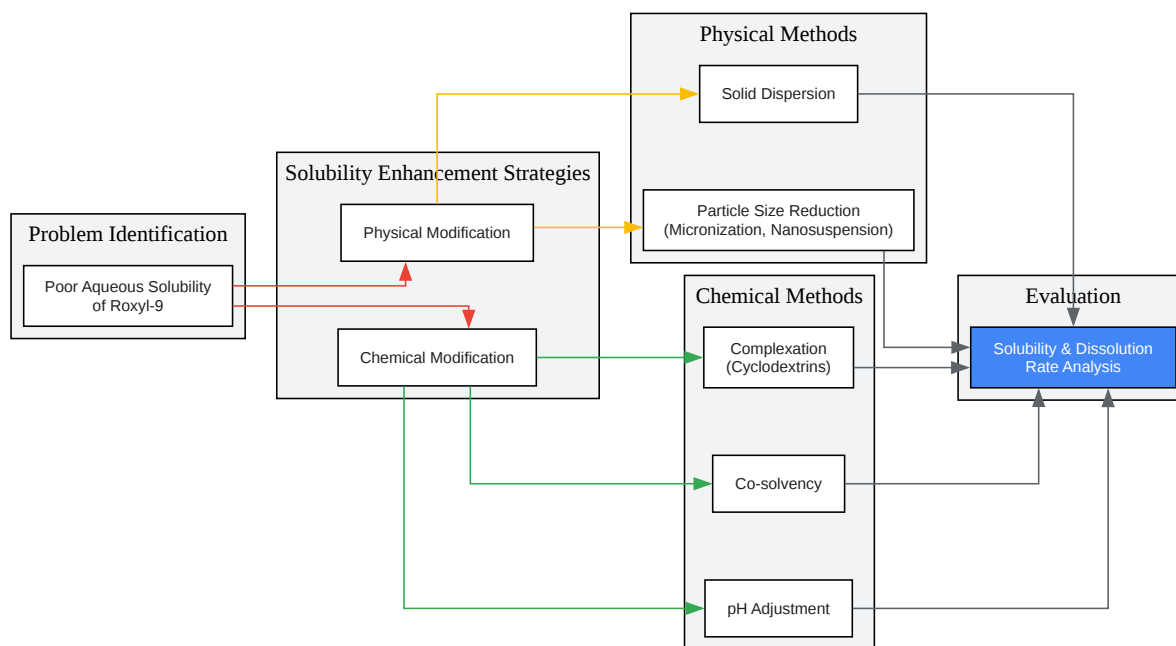 Problem Identification
Poor Aqueous Solubility
of Roxyl-9
Solubility Enhancement Strategies
Physical Modification
Chemical Modification
Physical Methods
Solid Dispersion
Particle Size Reduction
(Micronization, Nanosuspension)
Chemical Methods
Complexation
(Cyclodextrins)
Co-solvency
pH Adjustment
Evaluation
Solubility & Dissolution
Rate Analysis